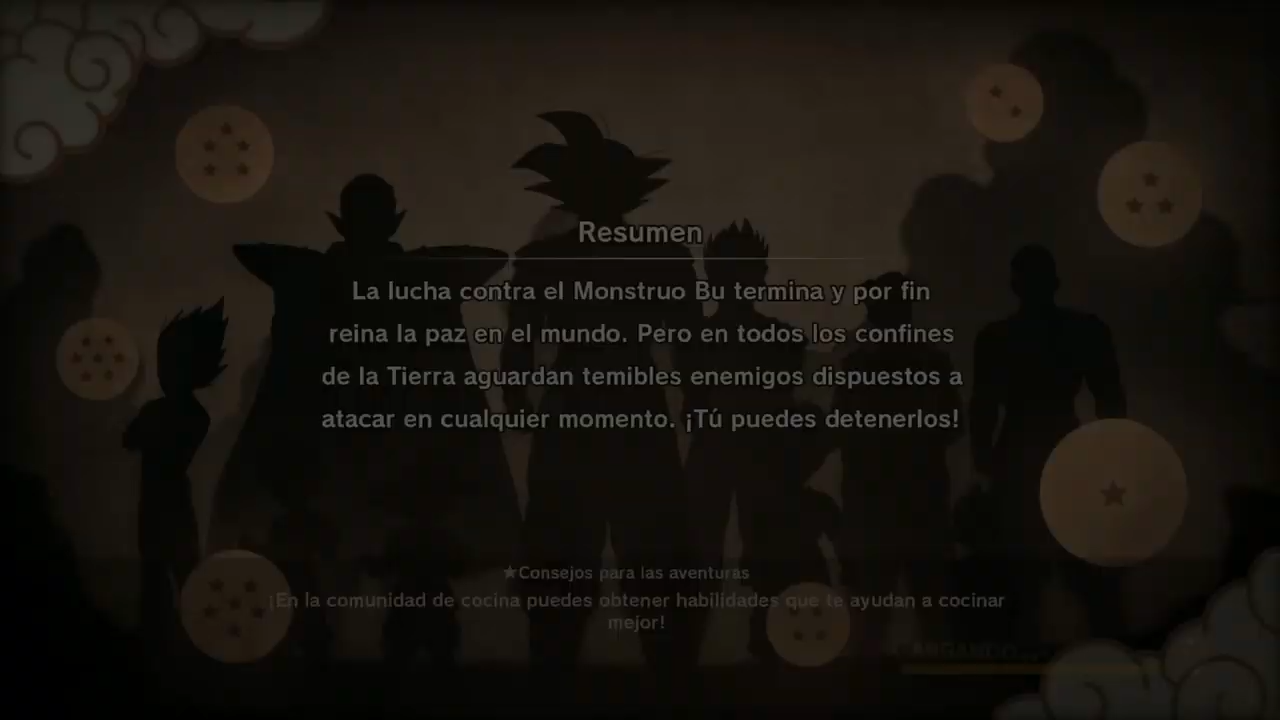 Resumen
La lucha contra el Monstruo Bu termina y por fin
reina la paz en el mundo. Pero en todos los confines
de la Tierra aguardan temibles enemigos dispuestos a
atacar en cualquier momento. ¡Tú puedes detenerlos!
★Consejos para las aventuras
¡En la comunidad de cocina puedes obtener habilidades que te ayudan a cocinar
mejor!
CARGANDO...